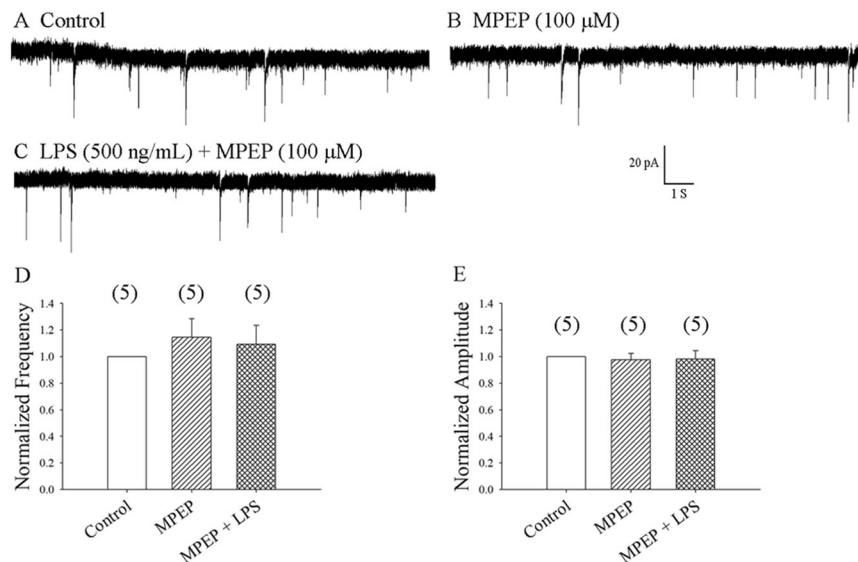 A Control
B MPEP (100 µM)
C LPS (500 ng/mL) + MPEP (100 µM)
20 pA
1 S
D
(5) (5) (5)
Normalized Frequency
1.4
1.2
1.0
0.8
0.6
0.4
0.2
0.0
Control
MPEP
MPEP + LPS
E
(5) (5) (5)
Normalized Amplitude
1.4
1.2
1.0
0.8
0.6
0.4
0.2
0.0
Control
MPEP
MPEP + LPS